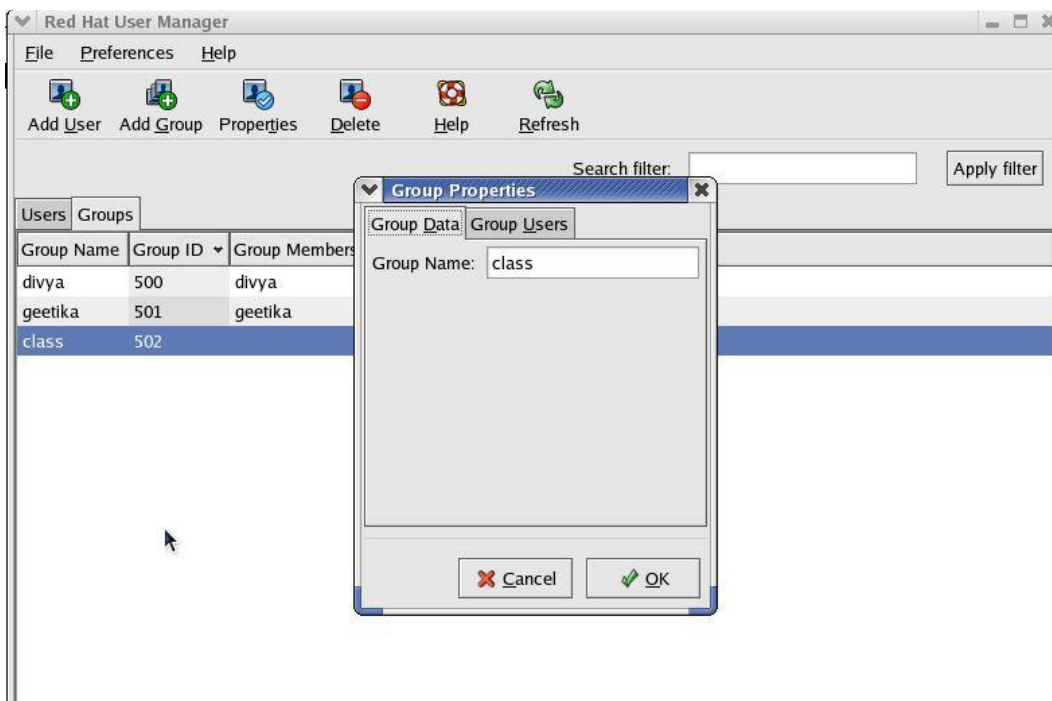 Red Hat User Manager
File Preferences Help
Add User Add Group Properties Delete Help Refresh
Search filter: Apply filter
Users Groups
Group Name Group ID Group Members
divya 500 divya
geetika 501 geetika
class 502
Group Properties
Group Data Group Users
Group Name: class
Cancel OK